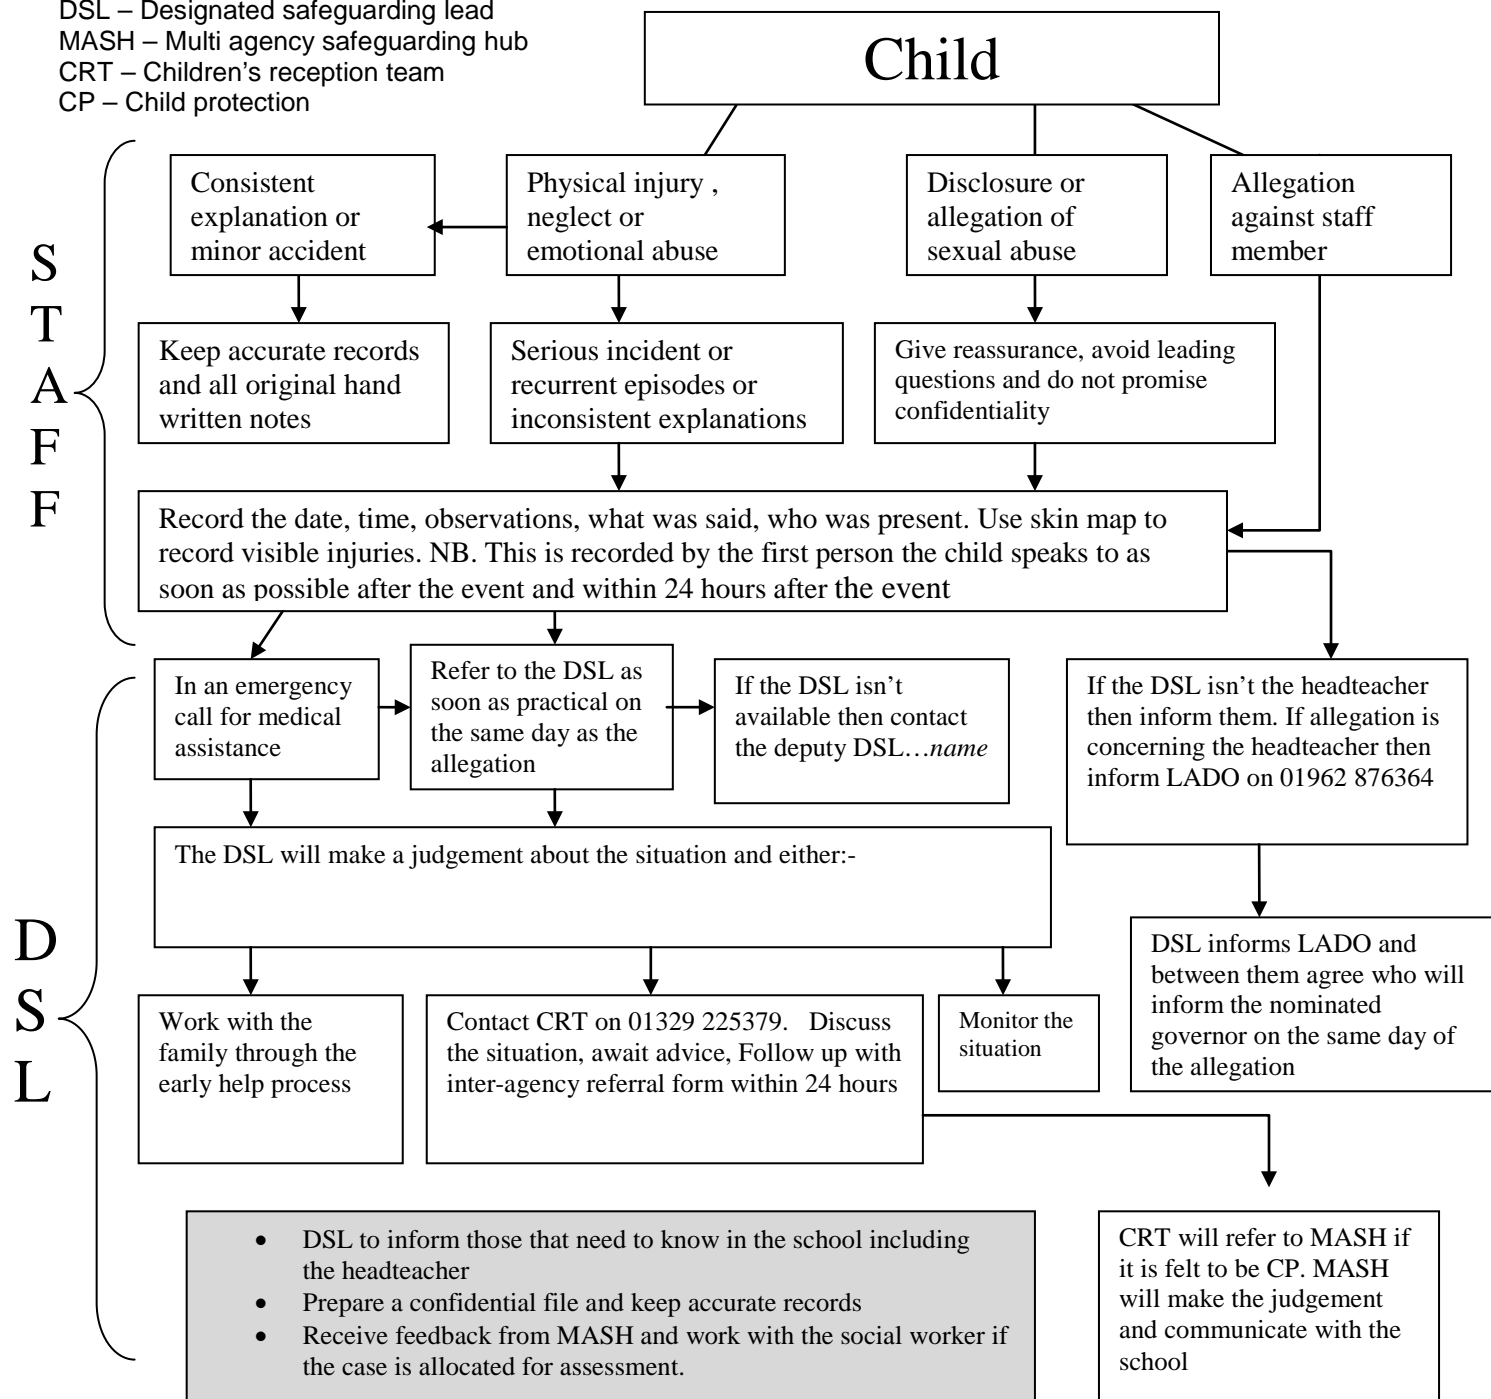 DSL – Designated safeguarding lead
MASH – Multi agency safeguarding hub
CRT – Children's reception team
CP – Child protection
Child
Consistent
explanation or
minor accident
Physical injury ,
neglect or
emotional abuse
Disclosure or
allegation of
sexual abuse
Allegation
against staff
member
S
T
A
F
F
Keep accurate records
and all original hand
written notes
Serious incident or
recurrent episodes or
inconsistent explanations
Give reassurance, avoid leading
questions and do not promise
confidentiality
Record the date, time, observations, what was said, who was present. Use skin map to
record visible injuries. NB. This is recorded by the first person the child speaks to as
soon as possible after the event and within 24 hours after the event
In an emergency
call for medical
assistance
Refer to the DSL as
soon as practical on
the same day as the
allegation
If the DSL isn't
available then contact
the deputy DSL…name
If the DSL isn't the headteacher
then inform them. If allegation is
concerning the headteacher then
inform LADO on 01962 876364
The DSL will make a judgement about the situation and either:-
D
S
L
DSL informs LADO and
between them agree who will
inform the nominated
governor on the same day of
the allegation
Work with the
family through the
early help process
Contact CRT on 01329 225379.   Discuss
the situation, await advice, Follow up with
inter-agency referral form within 24 hours
Monitor the
situation
• DSL to inform those that need to know in the school including
the headteacher
• Prepare a confidential file and keep accurate records
• Receive feedback from MASH and work with the social worker if
the case is allocated for assessment.
CRT will refer to MASH if
it is felt to be CP. MASH
will make the judgement
and communicate with the
school